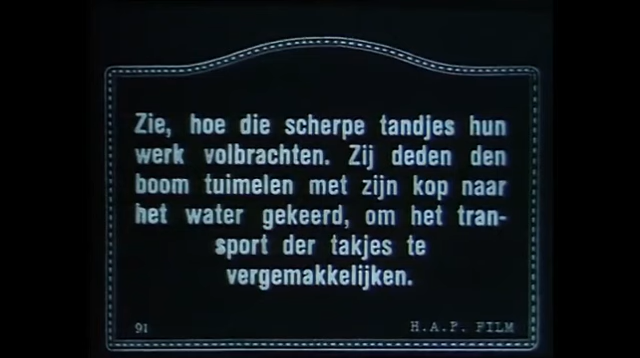 Zie, hoe die scherpe tandjes hun
werk volbrachten. Zij deden den
boom tuimelen met zijn kop naar
het water gekeerd, om het tran-
sport der takjes te
vergemakkelijken.
91
H.A.P. FILM